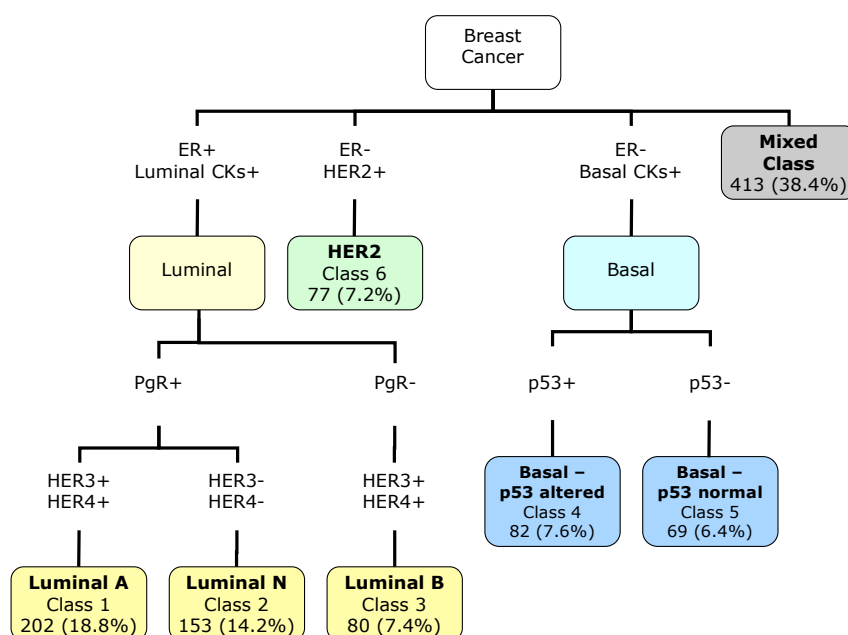 Breast
Cancer
ER+
Luminal CKs+
ER-
HER2+
ER-
Basal CKs+
Mixed
Class
413 (38.4%)
Luminal
HER2
Class 6
77 (7.2%)
Basal
PgR+
PgR-
p53+
p53-
HER3+
HER4+
HER3-
HER4-
HER3+
HER4+
Basal –
p53 altered
Class 4
82 (7.6%)
Basal –
p53 normal
Class 5
69 (6.4%)
Luminal A
Class 1
202 (18.8%)
Luminal N
Class 2
153 (14.2%)
Luminal B
Class 3
80 (7.4%)